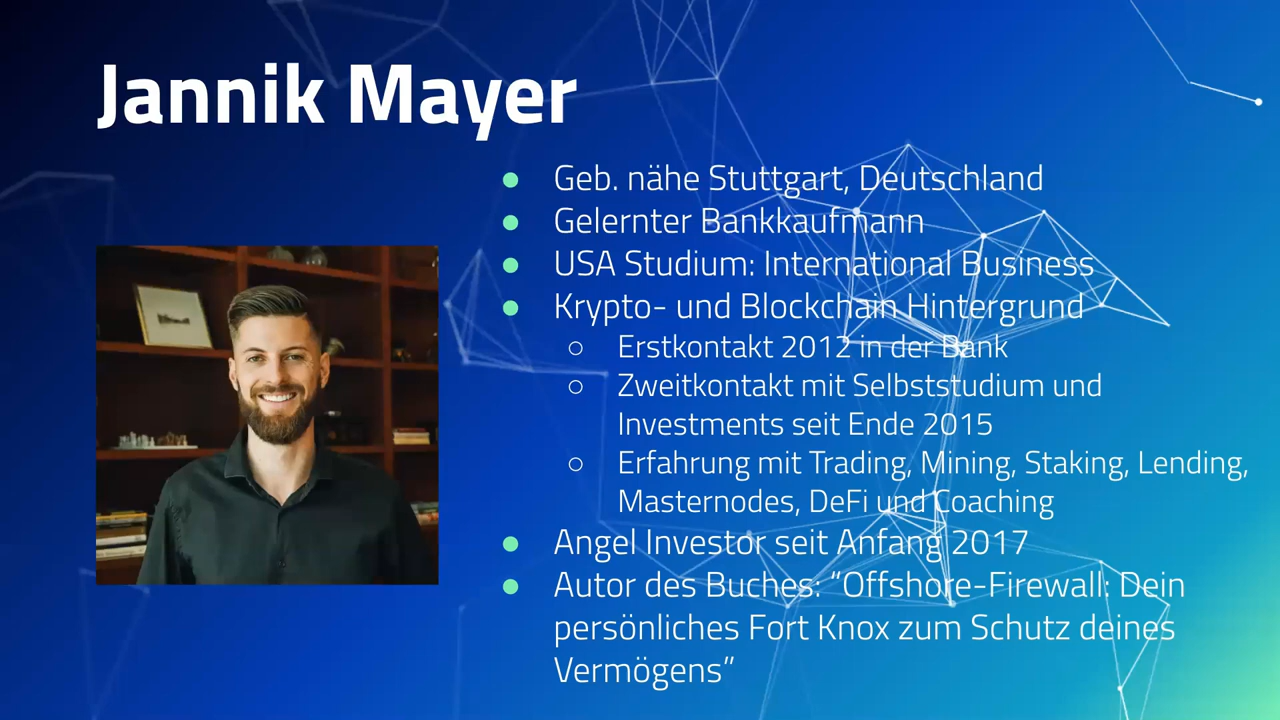 Jannik Mayer
● Geb. nähe Stuttgart, Deutschland
● Gelernter Bankkaufmann
● USA Studium: International Business
● Krypto- und Blockchain Hintergrund
○ Erstkontakt 2012 in der Bank
○ Zweitkontakt mit Selbststudium und
Investments seit Ende 2015
○ Erfahrung mit Trading, Mining, Staking, Lending,
Masternodes, DeFi und Coaching
● Angel Investor seit Anfang 2017
● Autor des Buches: “Offshore-Firewall: Dein
persönliches Fort Knox zum Schutz deines
Vermögens”